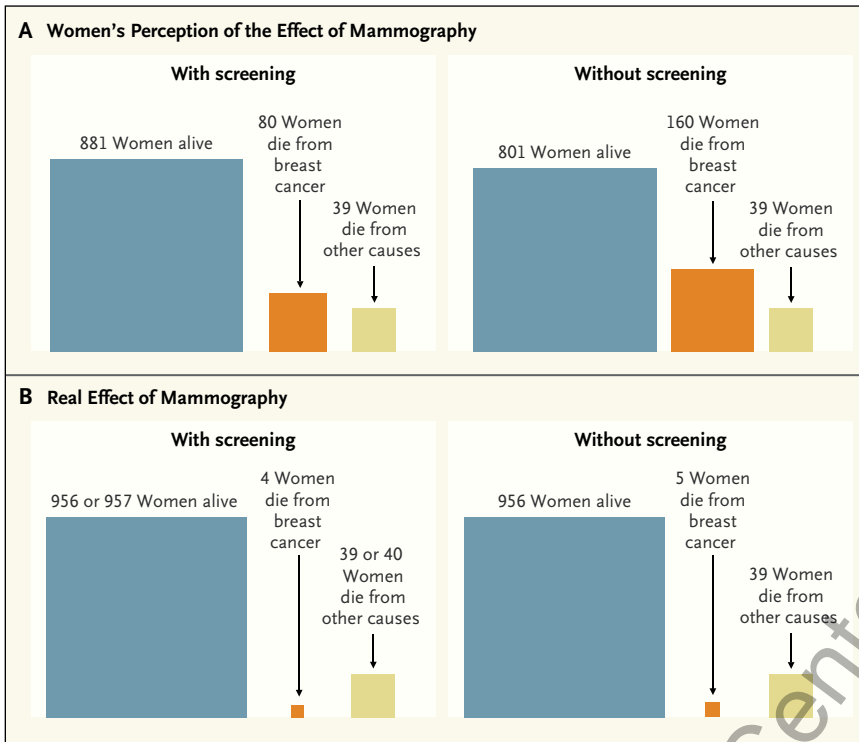 A Women's Perception of the Effect of Mammography
With screening
881 Women alive
80 Women
die from
breast
cancer
39 Women
die from
other causes
Without screening
801 Women alive
160 Women
die from
breast
cancer
39 Women
die from
other causes
B Real Effect of Mammography
With screening
956 or 957 Women alive
4 Women
die from
breast
cancer
39 or 40
Women
die from
other causes
Without screening
956 Women alive
5 Women
die from
breast
cancer
39 Women
die from
other causes